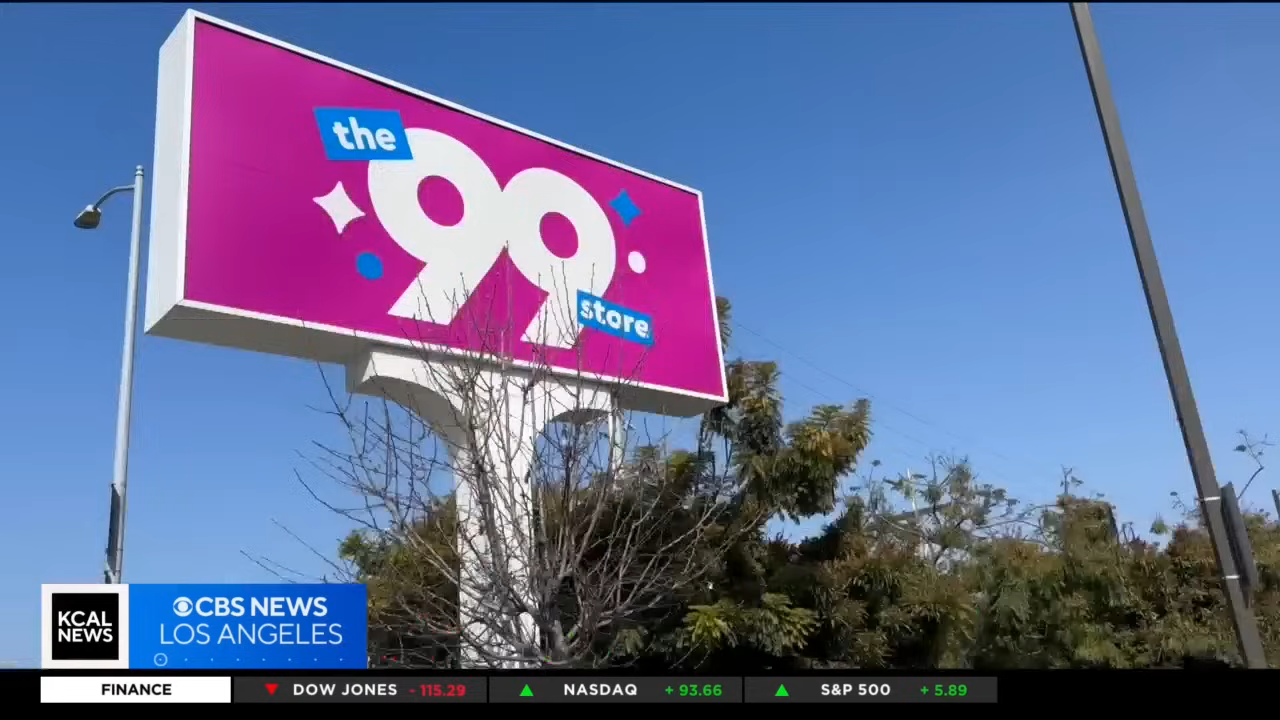 the
99
store
KCAL
NEWS
CBS NEWS
LOS ANGELES
FINANCE
DOW JONES - 115.29
NASDAQ + 93.66
S&P 500 + 5.89